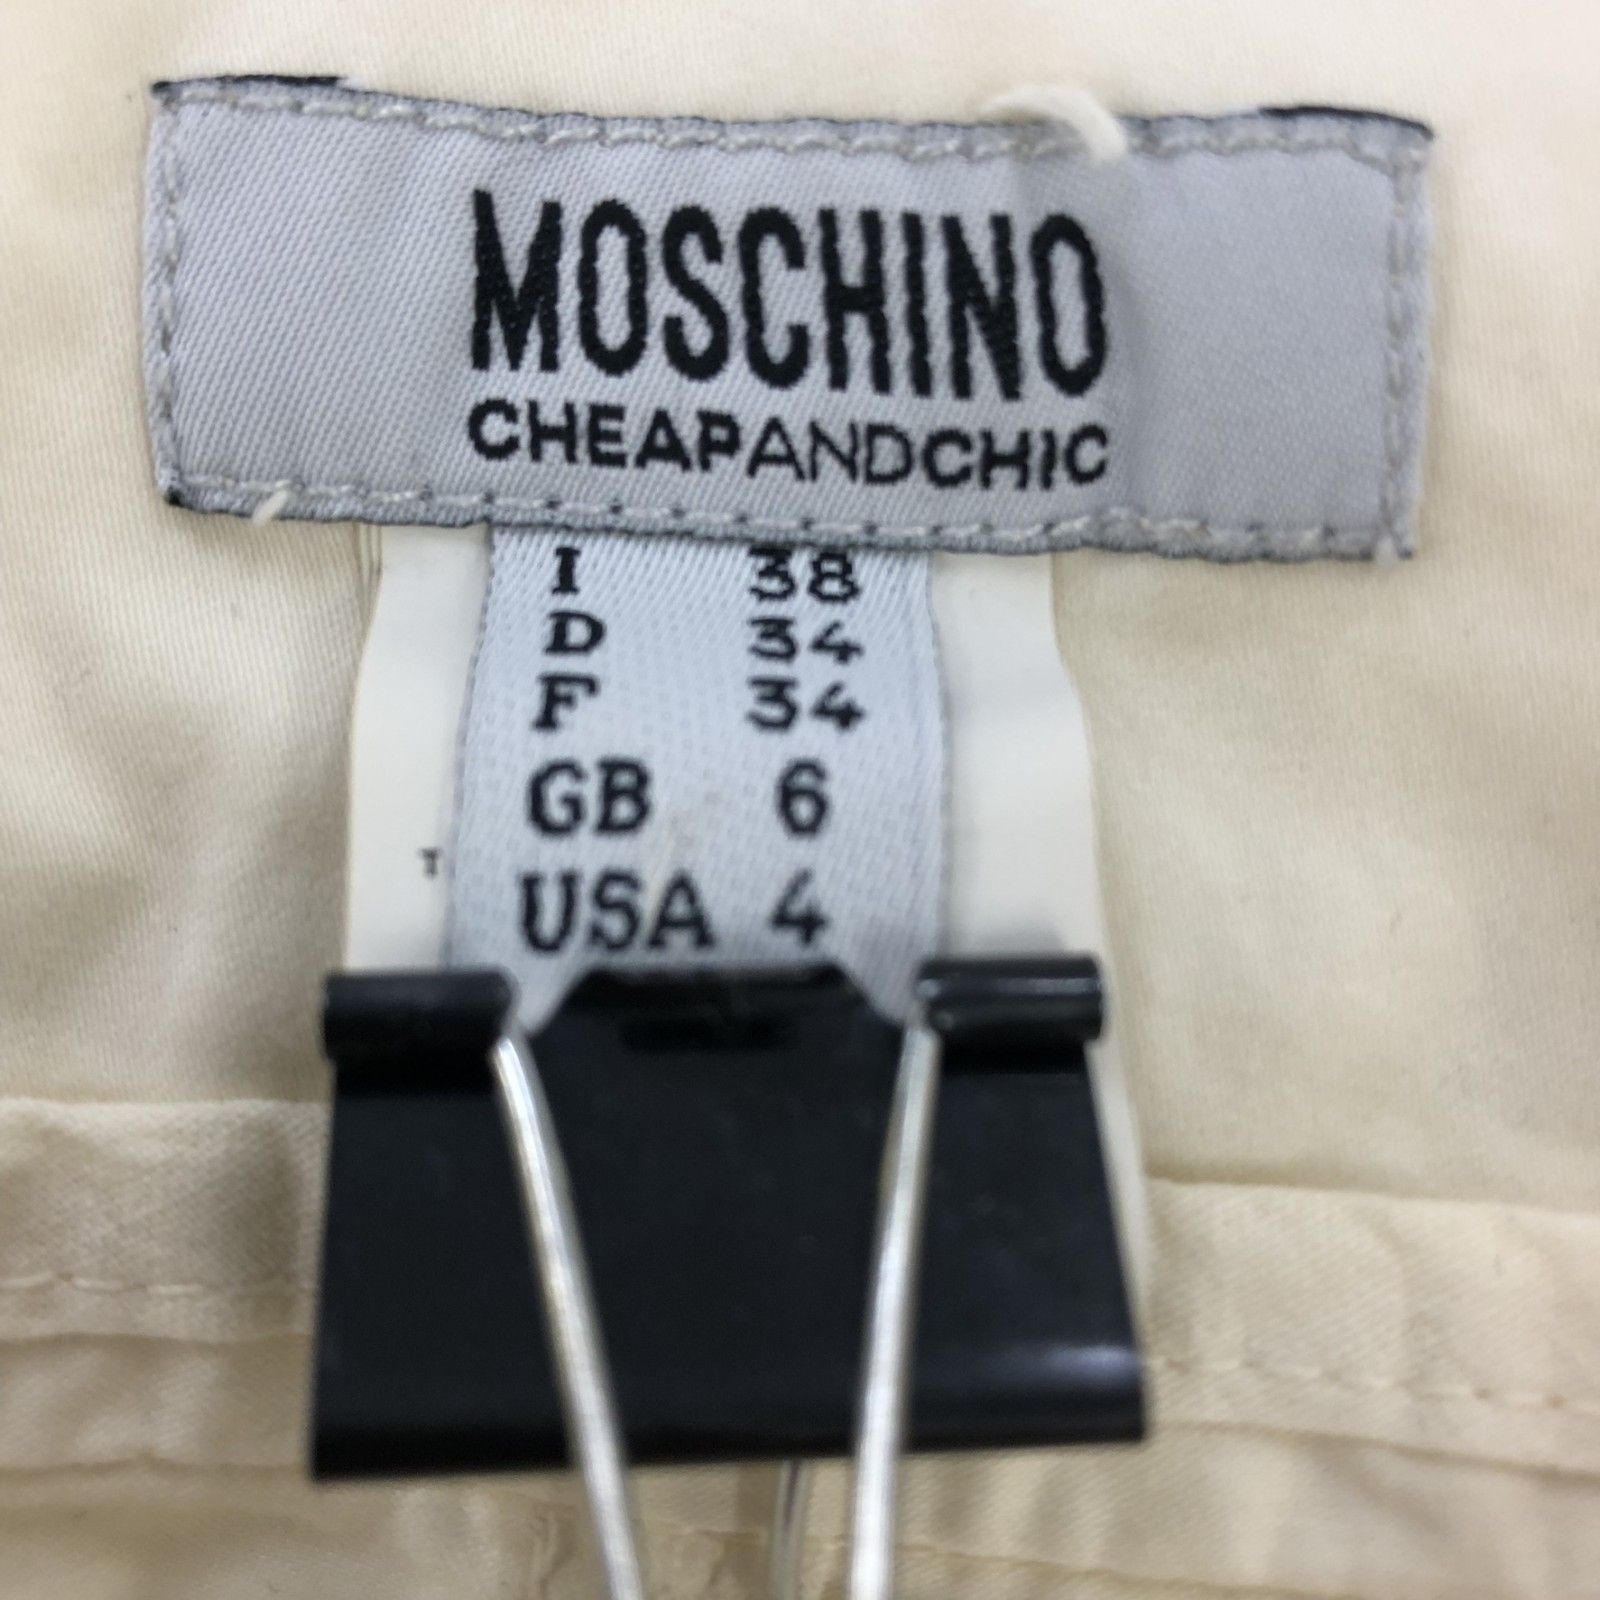 MOSCHINO
CHEAPANDCHIC
I 38
D 34
F 34
GB 6
USA 4
T